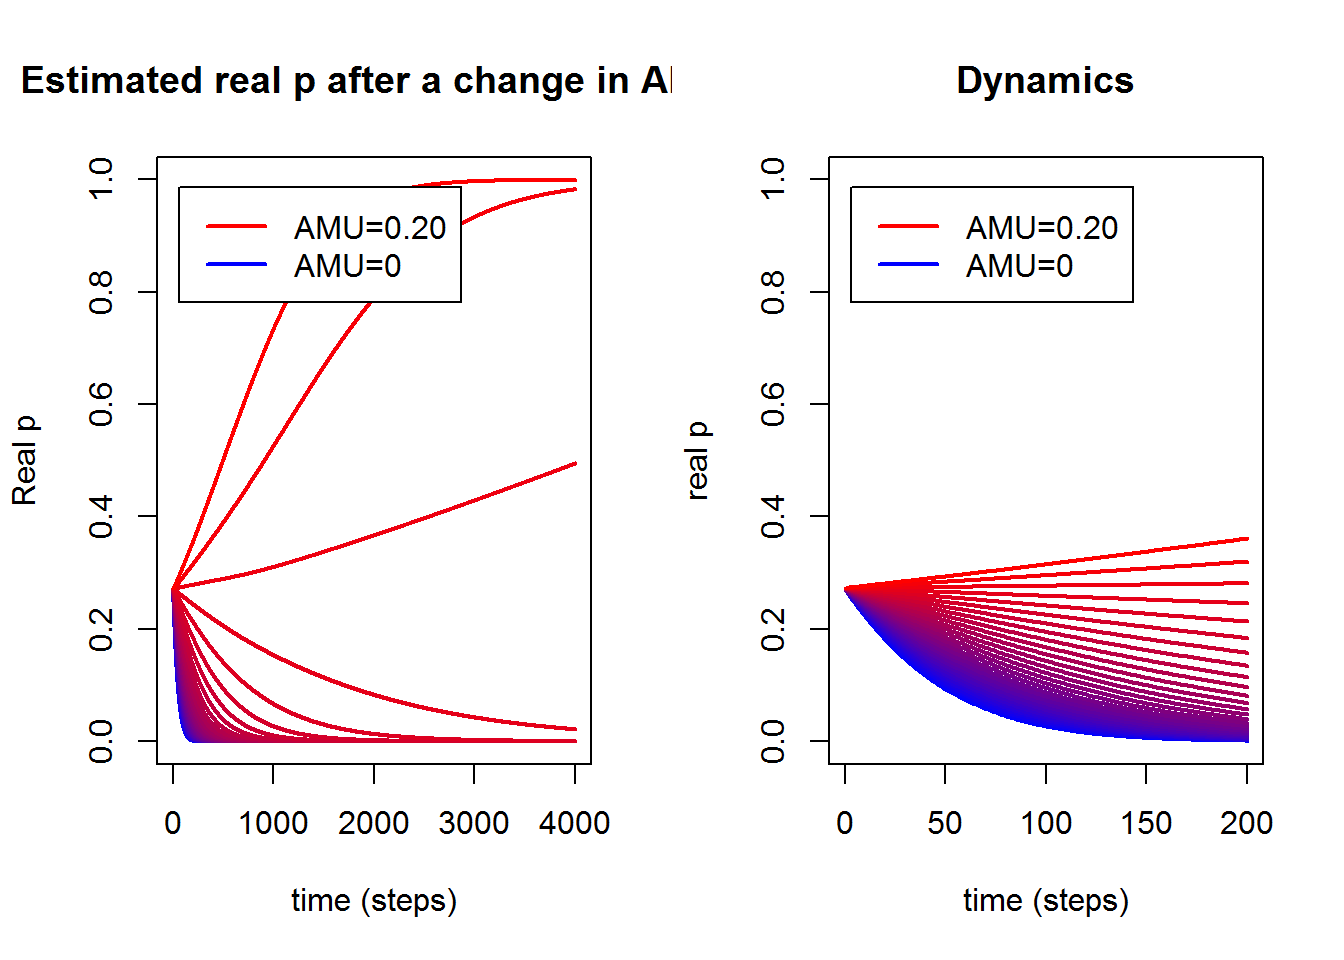 Estimated real p after a change in
Real p
1.0
0.8
0.6
0.4
0.2
0.0
AMU=0.20
AMU=0
0 1000 2000 3000 4000
time (steps)
Dynamics
real p
1.0
0.8
0.6
0.4
0.2
0.0
AMU=0.20
AMU=0
0 50 100 150 200
time (steps)